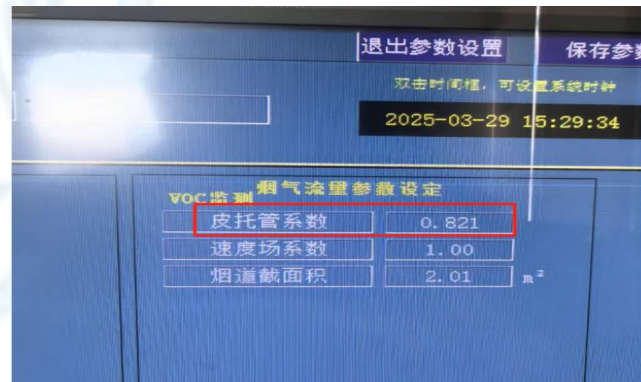 退出参数设置 保存参数
双击时间框，可设置系统时钟
2025-03-29 15:29:34
VOC监测
烟气流量参数设定
皮托管系数 0.821
速度场系数 1.00
烟道截面积 2.01 m²